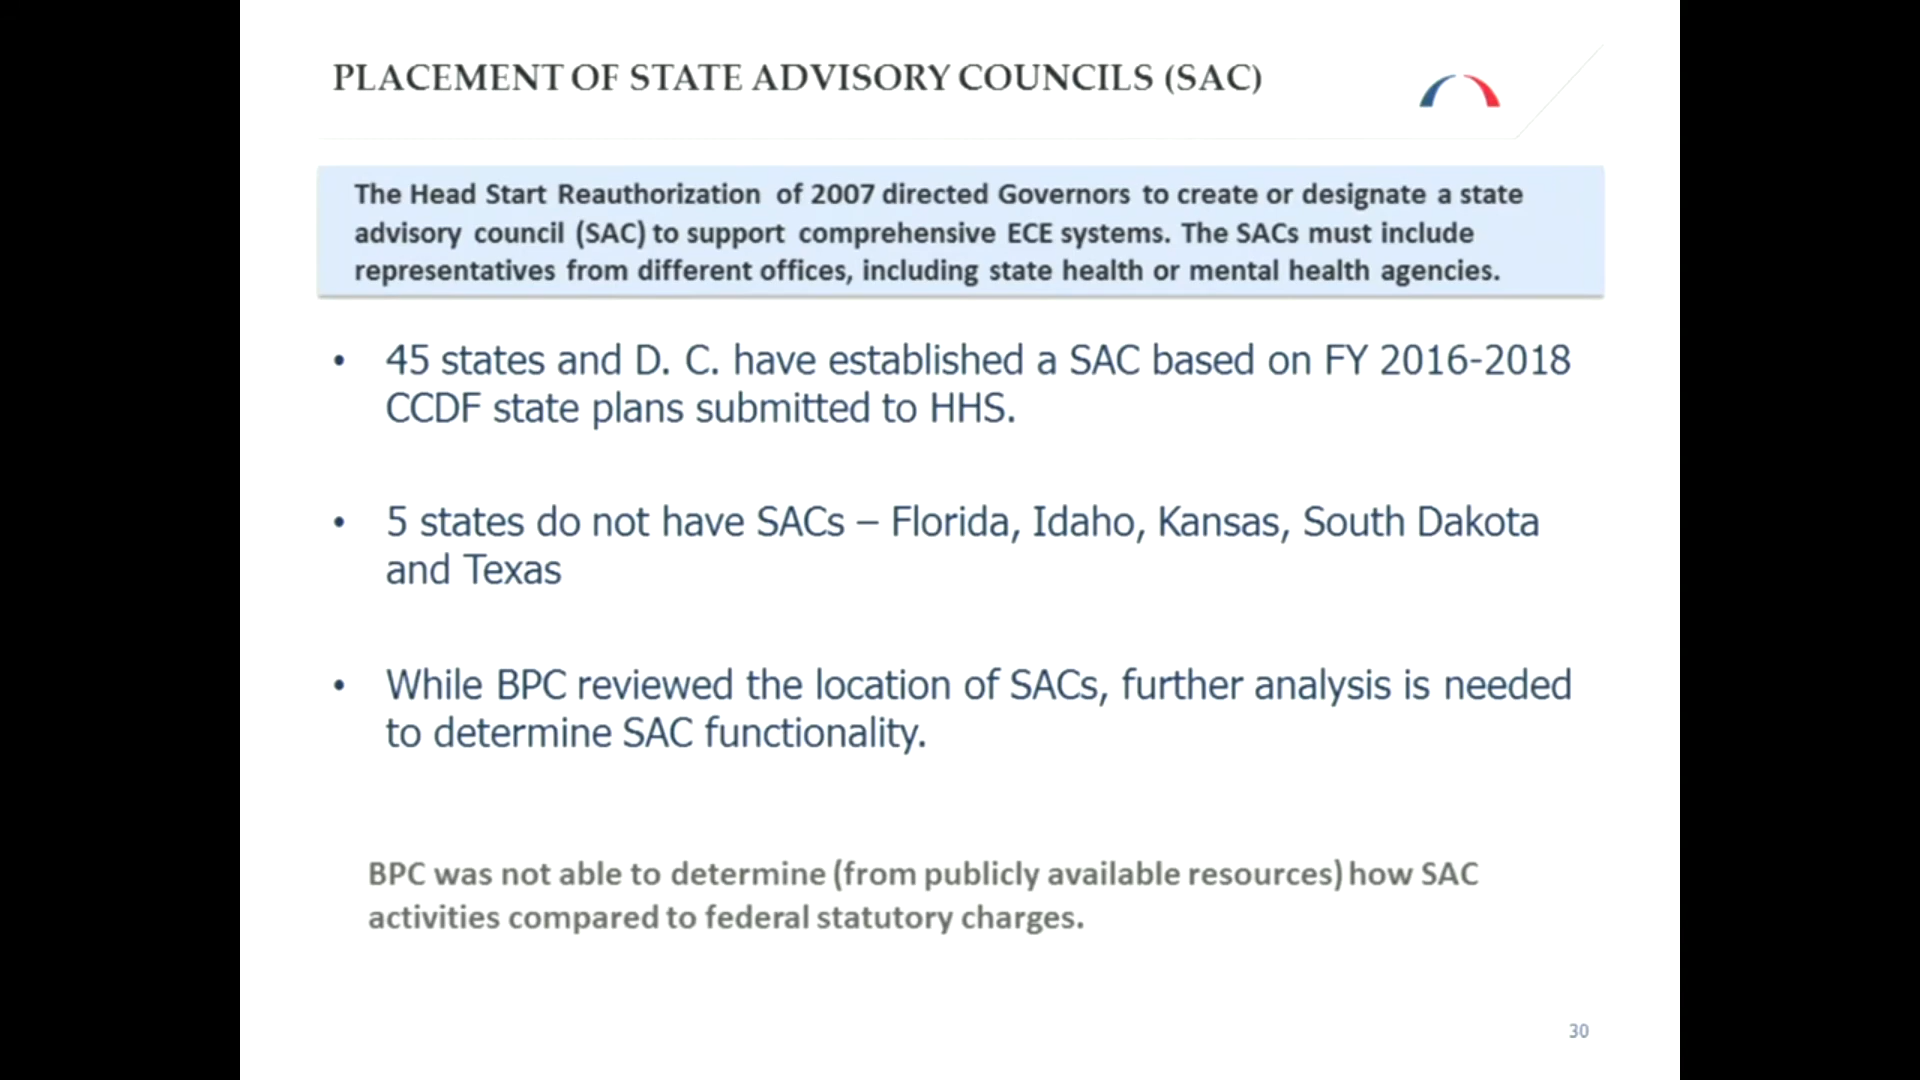 PLACEMENT OF STATE ADVISORY COUNCILS (SAC)
The Head Start Reauthorization of 2007 directed Governors to create or designate a state
advisory council (SAC) to support comprehensive ECE systems. The SACs must include
representatives from different offices, including state health or mental health agencies.
• 45 states and D. C. have established a SAC based on FY 2016-2018
CCDF state plans submitted to HHS.
• 5 states do not have SACs – Florida, Idaho, Kansas, South Dakota
and Texas
• While BPC reviewed the location of SACs, further analysis is needed
to determine SAC functionality.
BPC was not able to determine (from publicly available resources) how SAC
activities compared to federal statutory charges.
30